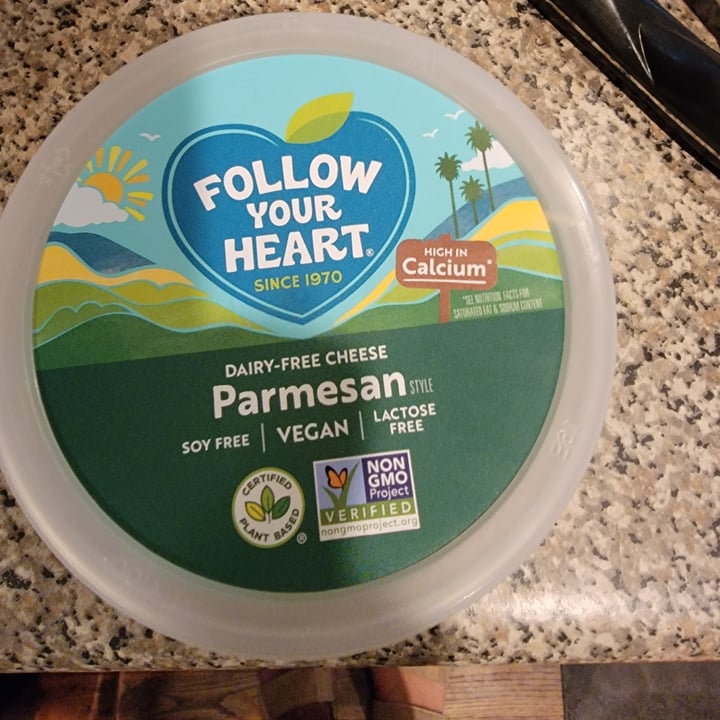 FOLLOW
YOUR
HEART®
SINCE 1970
HIGH IN
Calcium*
*SEE NUTRITION FACTS FOR
SATURATED FAT & SODIUM CONTENT
DAIRY-FREE CHEESE
Parmesan STYLE
SOY FREE | VEGAN | LACTOSE
FREE
CERTIFIED
PLANT BASED
®
NON
GMO
Project
VERIFIED
nongmoproject.org